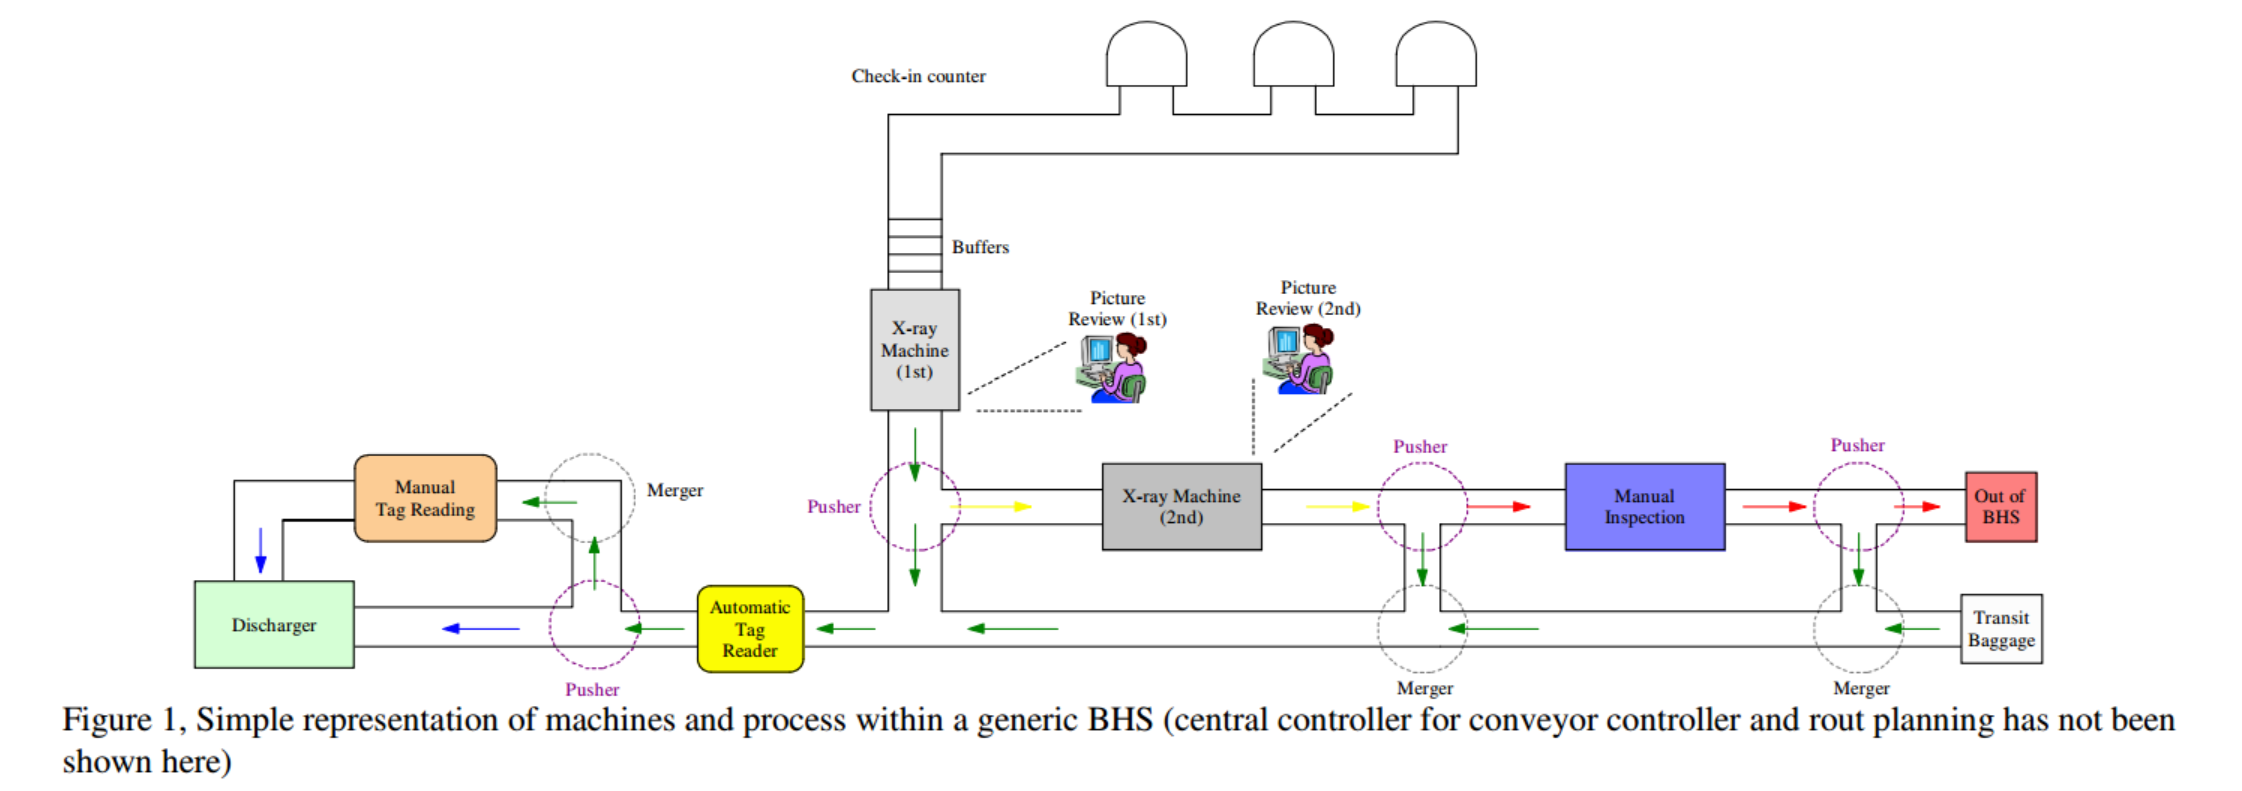 Check-in counter
Buffers
X-ray
Machine
(1st)
Picture
Review (1st)
Picture
Review (2nd)
Pusher
X-ray Machine
(2nd)
Pusher
Manual
Inspection
Pusher
Out of
BHS
Manual
Tag Reading
Merger
Discharger
Pusher
Automatic
Tag
Reader
Merger
Merger
Transit
Baggage
Figure 1, Simple representation of machines and process within a generic BHS (central controller for conveyor controller and rout planning has not been
shown here)